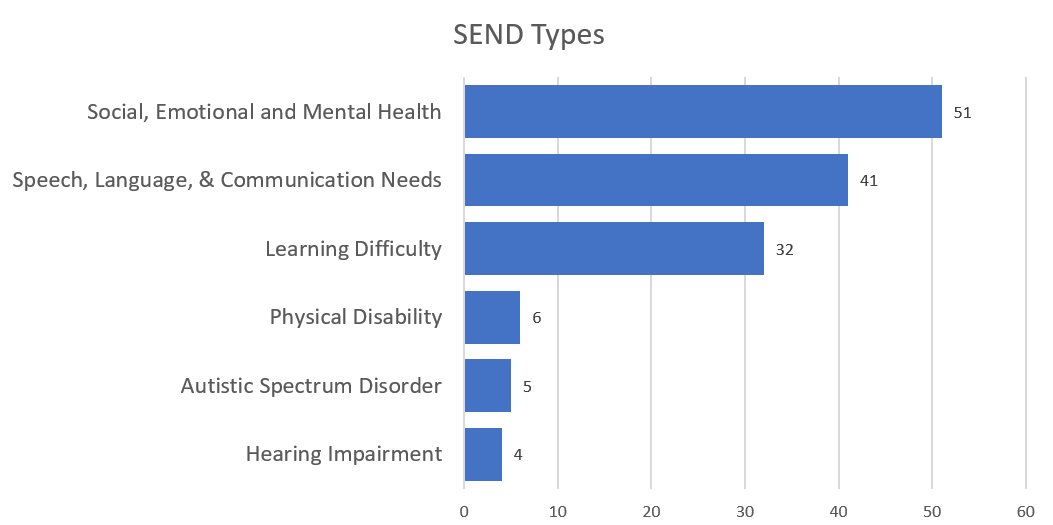 SEND Types
Social, Emotional and Mental Health
51
Speech, Language, & Communication Needs
41
Learning Difficulty
32
Physical Disability
6
Autistic Spectrum Disorder
5
Hearing Impairment
4
0 10 20 30 40 50 60